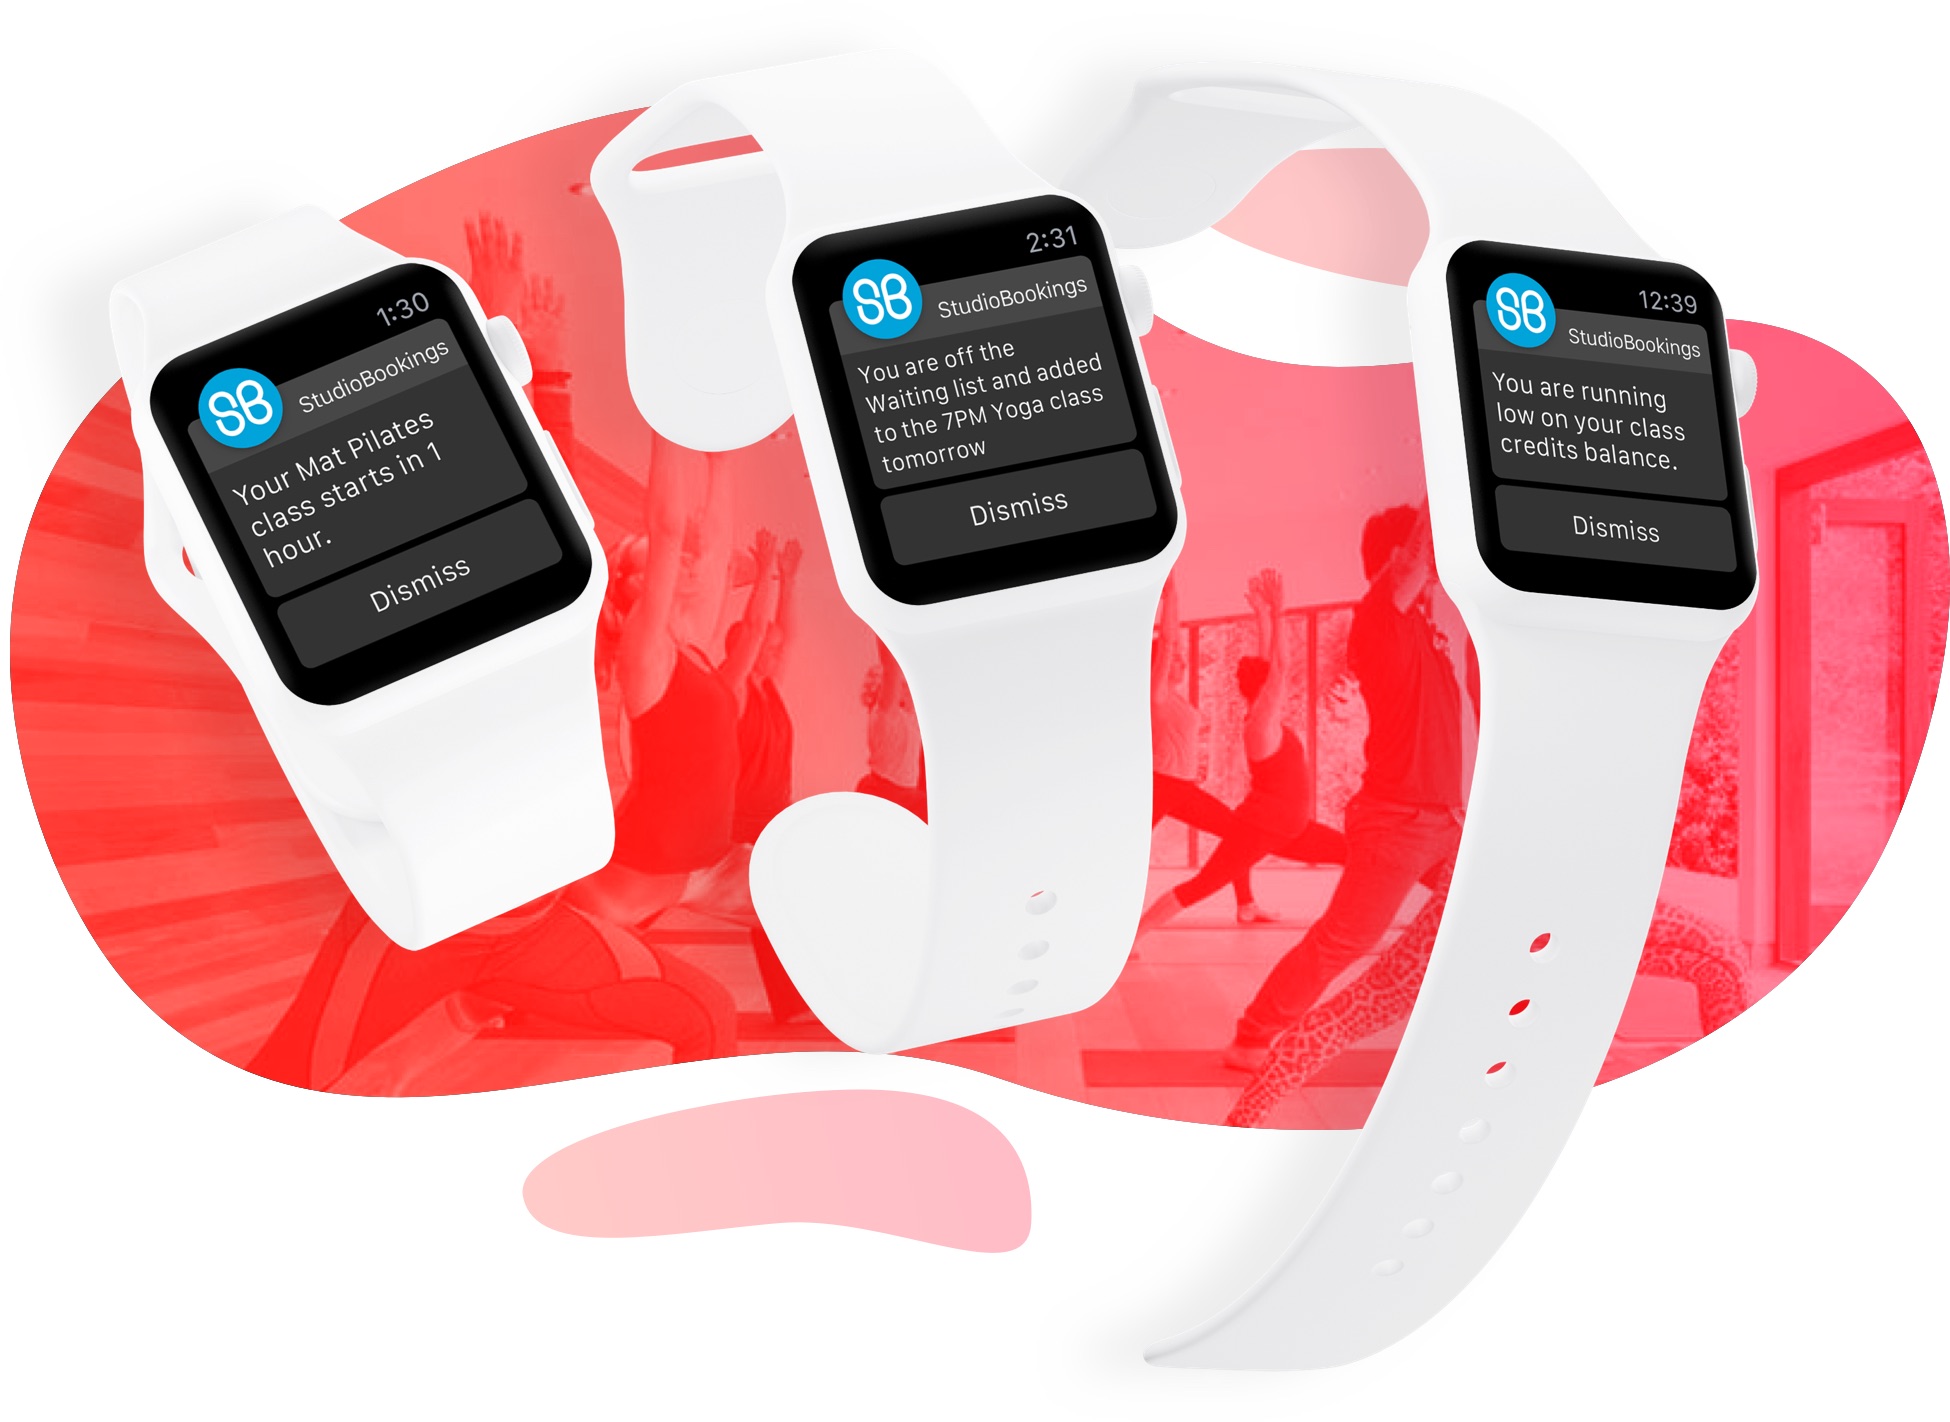 1:30
SB
StudioBookings
Your Mat Pilates
class starts in 1
hour.
Dismiss
2:31
SB
StudioBookings
You are off the
Waiting list and added
to the 7PM Yoga class
tomorrow
Dismiss
12:39
SB
StudioBookings
You are running
low on your class
credits balance.
Dismiss